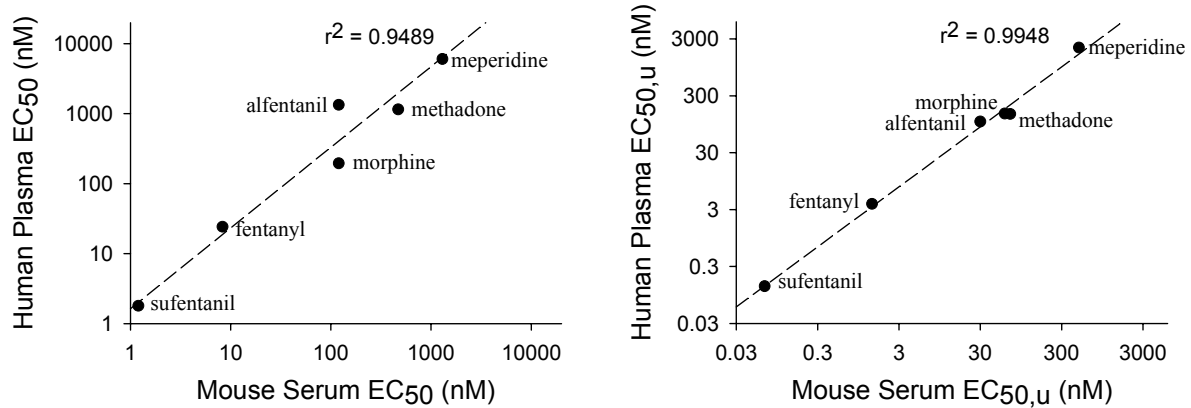 Human Plasma EC50 (nM)
10000
1000
100
10
1
r2 = 0.9489
meperidine
alfentanil
methadone
morphine
fentanyl
sufentanil
1 10 100 1000 10000
Mouse Serum EC50 (nM)
Human Plasma EC50,u (nM)
3000
300
30
3
0.3
0.03
r2 = 0.9948
meperidine
morphine
alfentanil
methadone
fentanyl
sufentanil
0.03 0.3 3 30 300 3000
Mouse Serum EC50,u (nM)